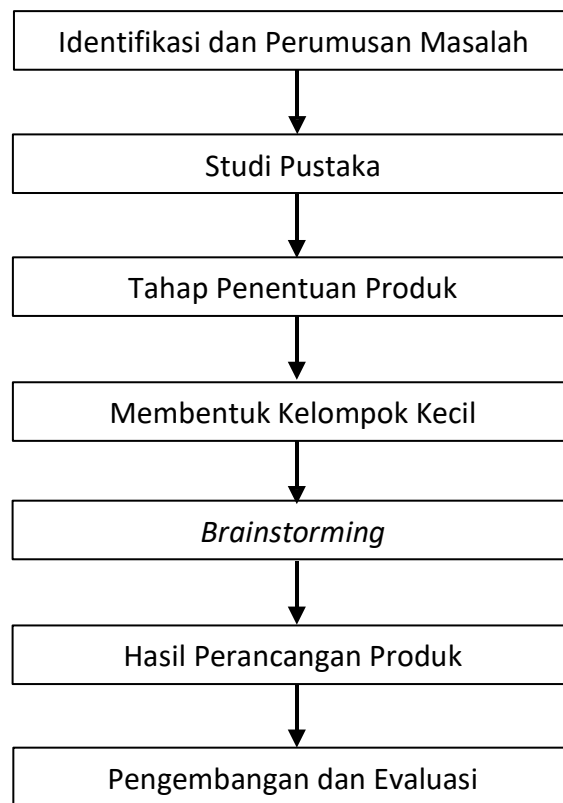 Identifikasi dan Perumusan Masalah
Studi Pustaka
Tahap Penentuan Produk
Membentuk Kelompok Kecil
Brainstorming
Hasil Perancangan Produk
Pengembangan dan Evaluasi